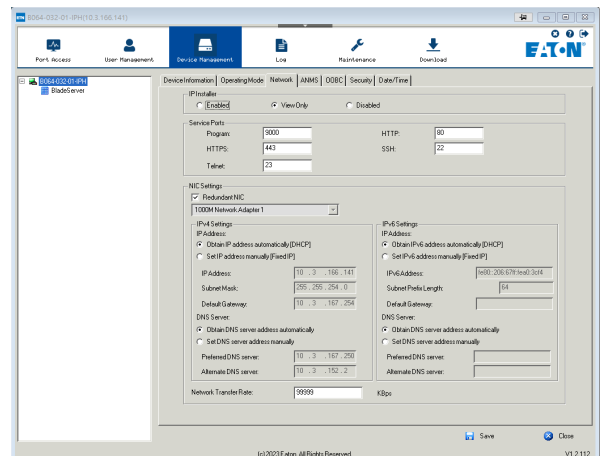 B064-032-01-IPH(10.3.166.141)
Port Access
User Management
Device Management
Log
Maintenance
Download
EATON
B064-032-01-IPH
BladeServer
Device Information Operating Mode Network ANMS OOBC Security Date/Time
IP Installer
Enabled View Only Disabled
Service Ports
Program: 9000 HTTP: 80
HTTPS: 443 SSH: 22
Telnet: 23
NIC Settings
Redundant NIC
1000M Network Adapter 1
IPv4 Settings
IP Address:
Obtain IP address automatically [DHCP]
Set IP address manually [Fixed IP]
IP Address: 10 . 3 . 166 . 141
Subnet Mask: 255 . 255 . 254 . 0
Default Gateway: 10 . 3 . 167 . 254
DNS Server:
Obtain DNS server address automatically
Set DNS server address manually
Preferred DNS server: 10 . 3 . 167 . 250
Alternate DNS server: 10 . 3 . 152 . 2
IPv6 Settings
IP Address:
Obtain IPv6 address automatically [DHCP]
Set IPv6 address manually [Fixed IP]
IPv6 Address: fe80::206:67ff:fea0:3cf4
Subnet Prefix Length: 64
Default Gateway:
DNS Server:
Obtain DNS server address automatically
Set DNS server address manually
Preferred DNS server:
Alternate DNS server:
Network Transfer Rate: 99999 KBps
Save Close
(c) 2023 Eaton. All Rights Reserved. V1.2.112